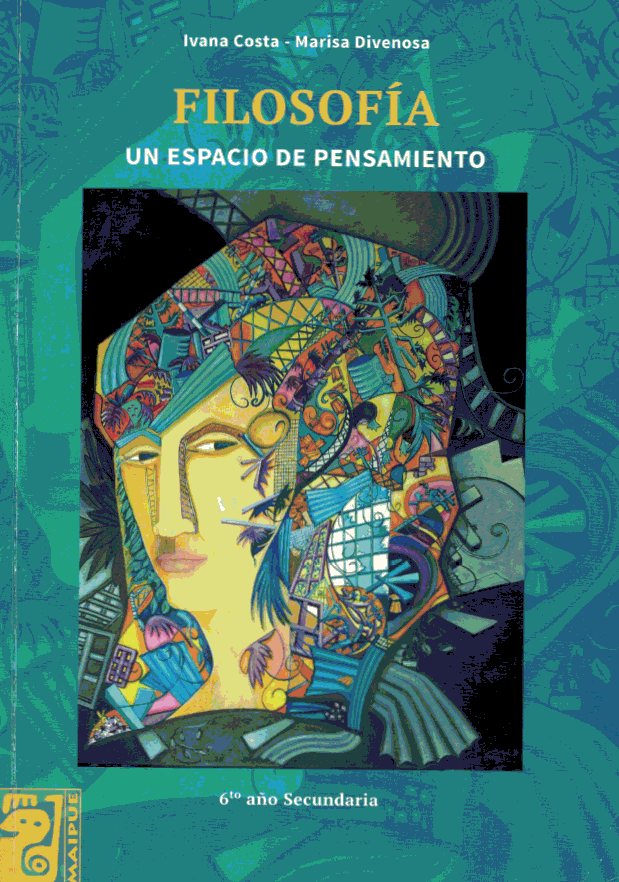 Ivana Costa - Marisa Divenosa
FILOSOFÍA
UN ESPACIO DE PENSAMIENTO
6to año Secundaria
MAIPUE